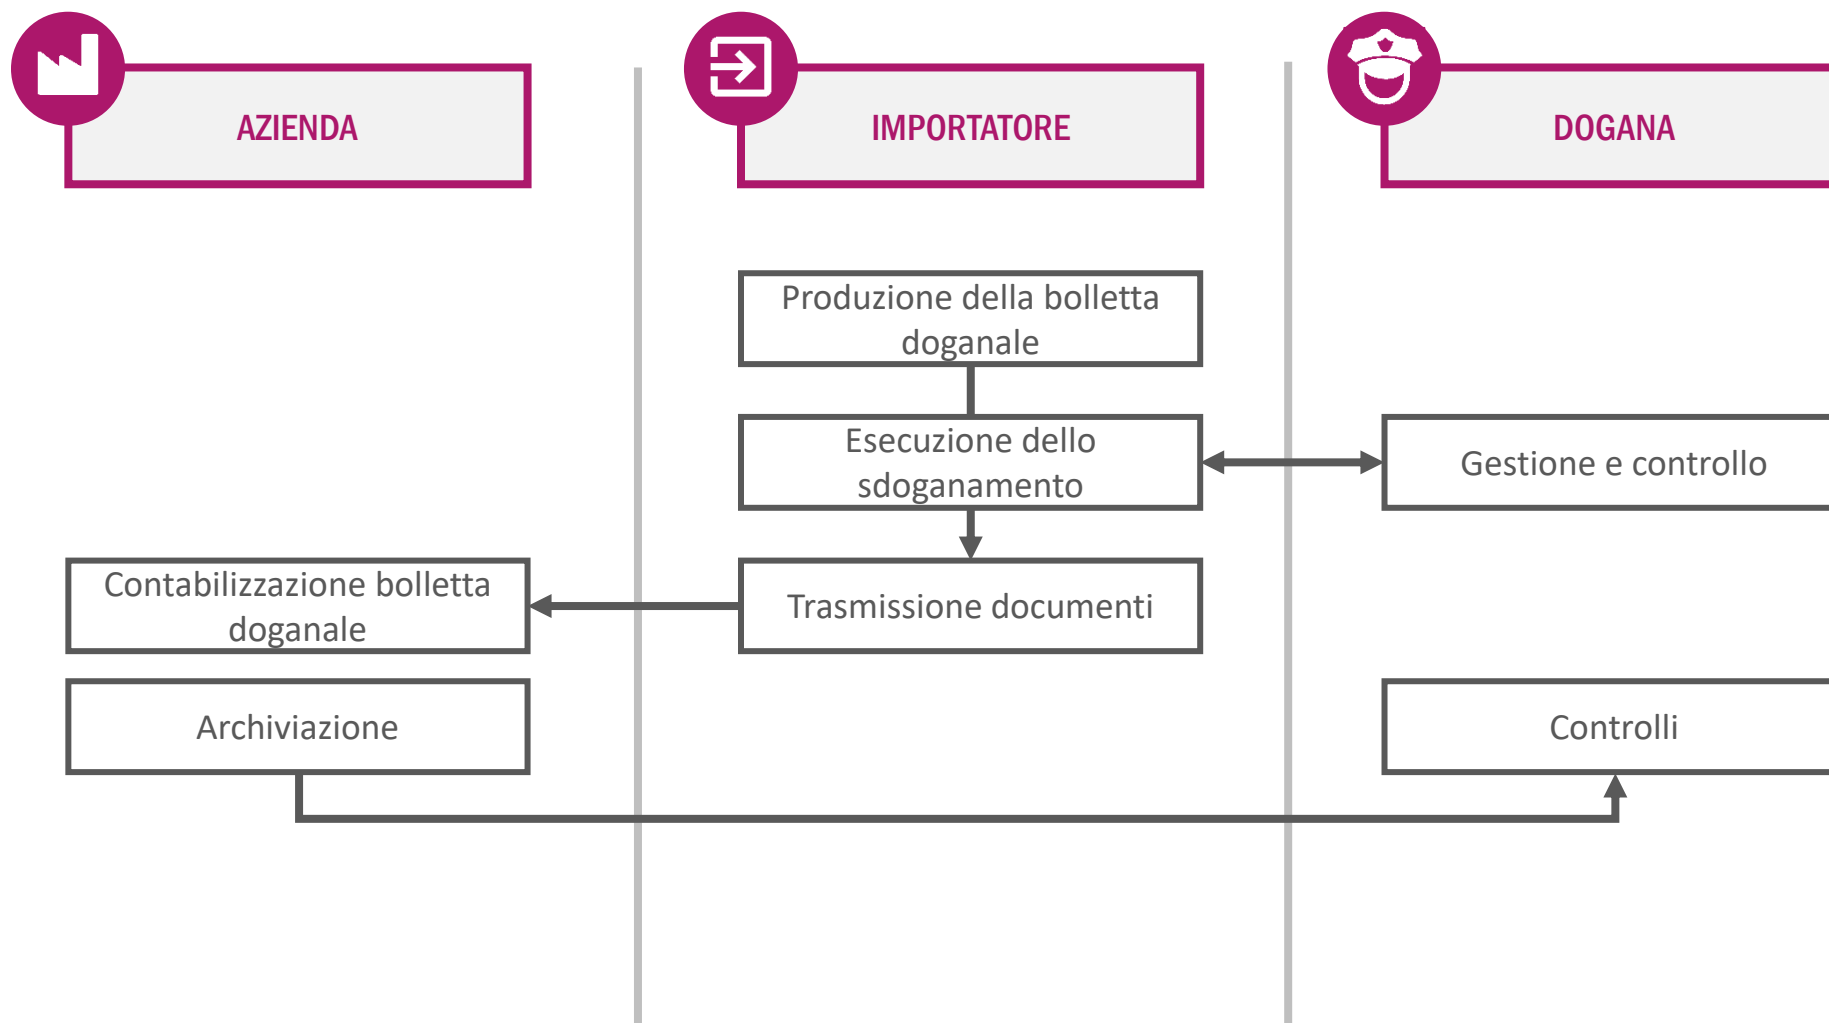 AZIENDA
IMPORTATORE
DOGANA
Produzione della bolletta
doganale
Esecuzione dello
sdoganamento
Gestione e controllo
Contabilizzazione bolletta
doganale
Trasmissione documenti
Archiviazione
Controlli